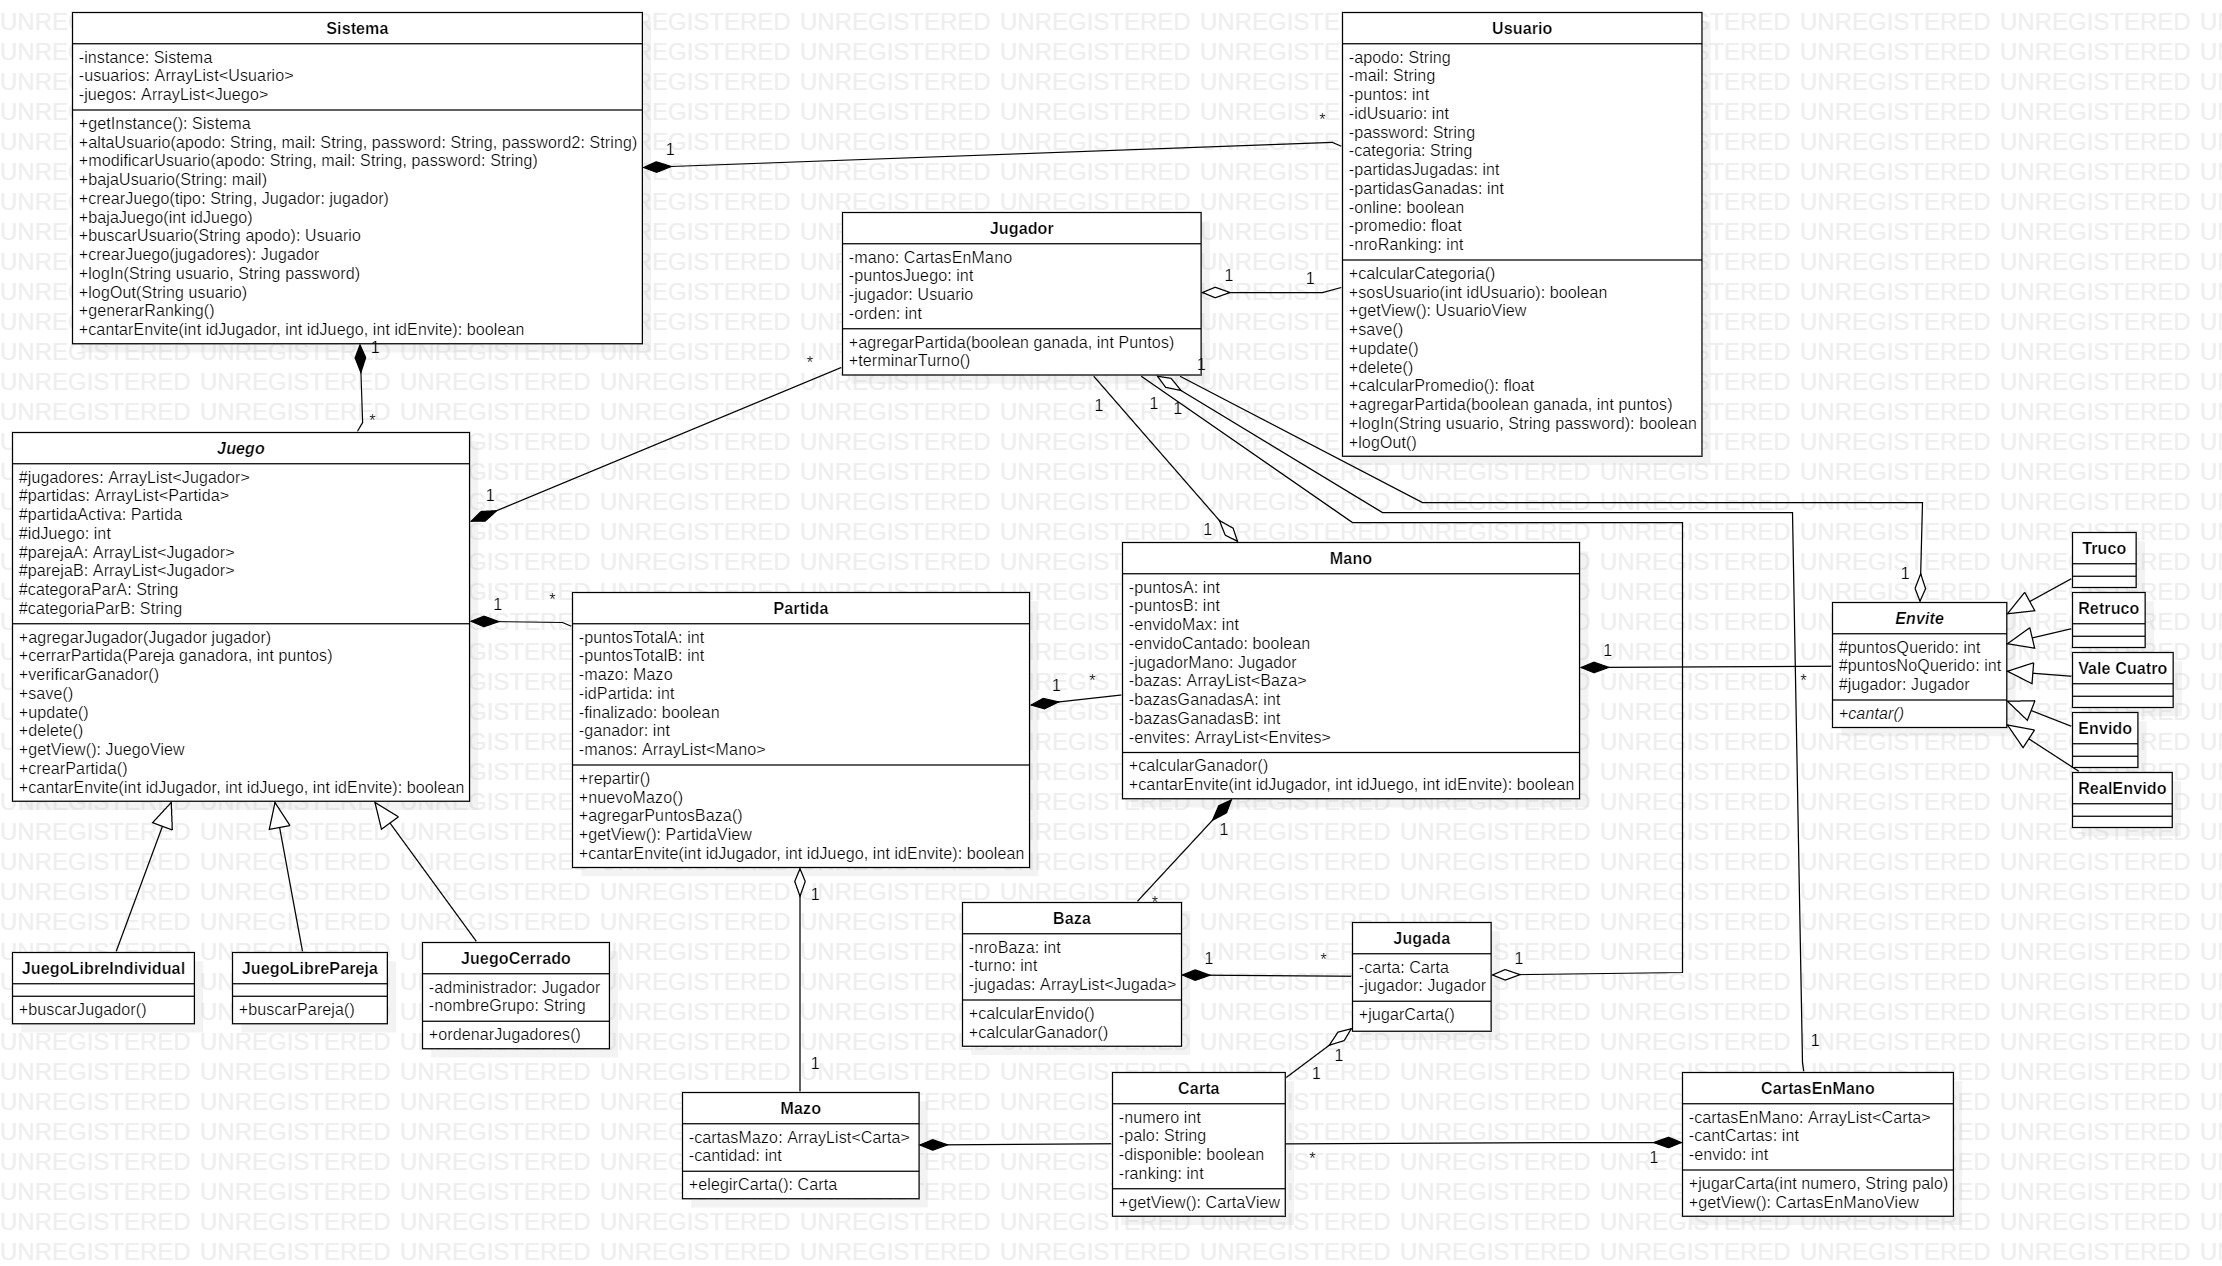 Sistema
-instance: Sistema
-usuarios: ArrayList<Usuario>
-juegos: ArrayList<Juego>
+getInstance(): Sistema
+altaUsuario(apodo: String, mail: String, password: String, password2: String)
+modificarUsuario(apodo: String, mail: String, password: String)
+bajaUsuario(String: mail)
+crearJuego(tipo: String, Jugador: jugador)
+bajaJuego(int idJuego)
+buscarUsuario(String apodo): Usuario
+crearJuego(jugadores): Jugador
+logIn(String usuario, String password)
+logOut(String usuario)
+generarRanking()
+cantarEnvite(int idJugador, int idJuego, int idEnvite): boolean
1
*
1
*
Usuario
-apodo: String
-mail: String
-puntos: int
-idUsuario: int
-password: String
-categoria: String
-partidasJugadas: int
-partidasGanadas: int
-online: boolean
-promedio: float
-nroRanking: int
+calcularCategoria()
+sosUsuario(int idUsuario): boolean
+getView(): UsuarioView
+save()
+update()
+delete()
+calcularPromedio(): float
+agregarPartida(boolean ganada, int puntos)
+logIn(String usuario, String password): boolean
+logOut()
Jugador
-mano: CartasEnMano
-puntosJuego: int
-jugador: Usuario
-orden: int
+agregarPartida(boolean ganada, int Puntos)
+terminarTurno()
1
1
*
1
1
1
1
1
Juego
#jugadores: ArrayList<Jugador>
#partidas: ArrayList<Partida>
#partidaActiva: Partida
#idJuego: int
#parejaA: ArrayList<Jugador>
#parejaB: ArrayList<Jugador>
#categoraParA: String
#categoriaParB: String
+agregarJugador(Jugador jugador)
+cerrarPartida(Pareja ganadora, int puntos)
+verificarGanador()
+save()
+update()
+delete()
+getView(): JuegoView
+crearPartida()
+cantarEnvite(int idJugador, int idJuego, int idEnvite): boolean
1
*
Partida
-puntosTotalA: int
-puntosTotalB: int
-mazo: Mazo
-idPartida: int
-finalizado: boolean
-ganador: int
-manos: ArrayList<Mano>
+repartir()
+nuevoMazo()
+agregarPuntosBaza()
+getView(): PartidaView
+cantarEnvite(int idJugador, int idJuego, int idEnvite): boolean
1
*
1
Mano
-puntosA: int
-puntosB: int
-envidoMax: int
-envidoCantado: boolean
-jugadorMano: Jugador
-bazas: ArrayList<Baza>
-bazasGanadasA: int
-bazasGanadasB: int
-envites: ArrayList<Envites>
+calcularGanador()
+cantarEnvite(int idJugador, int idJuego, int idEnvite): boolean
1
*
1
Envite
#puntosQuerido: int
#puntosNoQuerido: int
#jugador: Jugador
+cantar()
Truco
Retruco
Vale Cuatro
Envido
RealEnvido
JuegoLibreIndividual
+buscarJugador()
JuegoLibrePareja
+buscarPareja()
JuegoCerrado
-administrador: Jugador
-nombreGrupo: String
+ordenarJugadores()
1
1
1
*
Baza
-nroBaza: int
-turno: int
-jugadas: ArrayList<Jugada>
+calcularEnvido()
+calcularGanador()
1
*
Jugada
-carta: Carta
-jugador: Jugador
+jugarCarta()
1
1
1
1
Mazo
-cartasMazo: ArrayList<Carta>
-cantidad: int
+elegirCarta(): Carta
Carta
-numero int
-palo: String
-disponible: boolean
-ranking: int
+getView(): CartaView
*
1
CartasEnMano
-cartasEnMano: ArrayList<Carta>
-cantCartas: int
-envido: int
+jugarCarta(int numero, String palo)
+getView(): CartasEnManoView